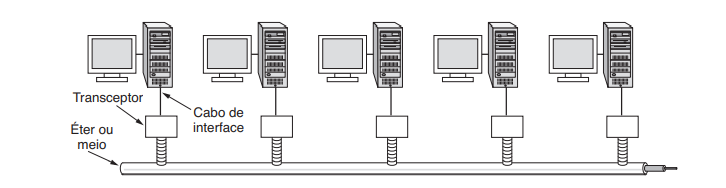 Transceptor
Cabo de
interface
Éter ou
meio